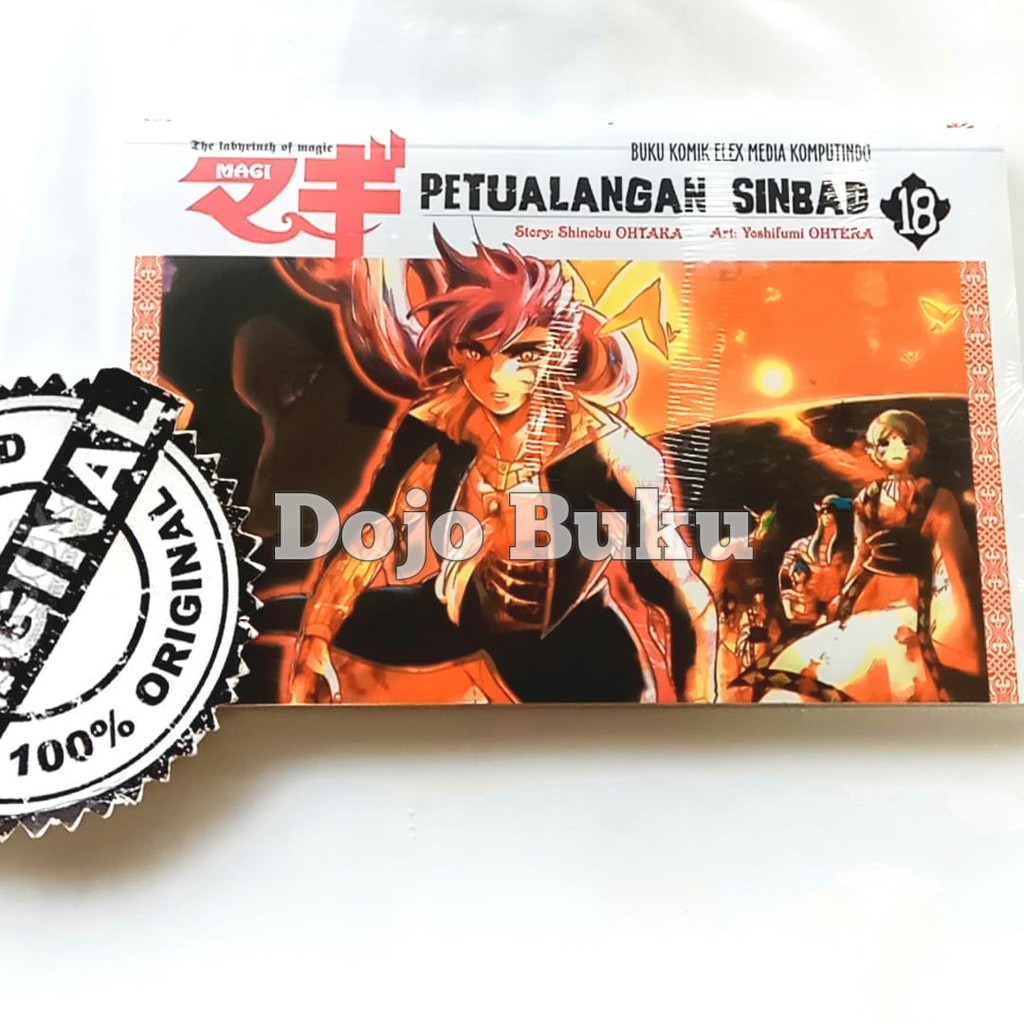 The labyrinth of magic
BUKU KOMIK ELEX MEDIA KOMPUTINDO
マギ
MAGI
PETUALANGAN SINBAD
18
Story: Shinobu OHTAKA Art: Yoshifumi OHTERA
Dojo Buku
100% ORIGINAL